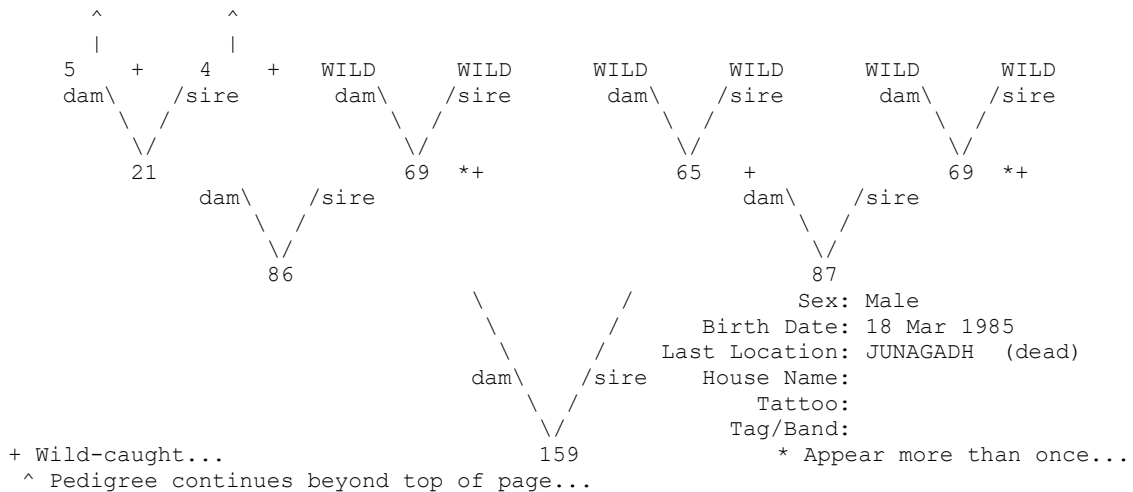 ^ ^
| |
5 + 4 + WILD WILD WILD WILD WILD WILD
dam\ /sire dam\ /sire dam\ /sire dam\ /sire
\ / \ / \ / \ /
\/ \/ \/ \/
21 69 *+ 65 + 69 *+
dam\ /sire dam\ /sire
\ / \ /
\/ \/
86 87
\ / Sex: Male
\ / Birth Date: 18 Mar 1985
\ / Last Location: JUNAGADH (dead)
dam\ /sire House Name:
\ / Tattoo:
\/ Tag/Band:
+ Wild-caught... 159 * Appear more than once...
^ Pedigree continues beyond top of page...